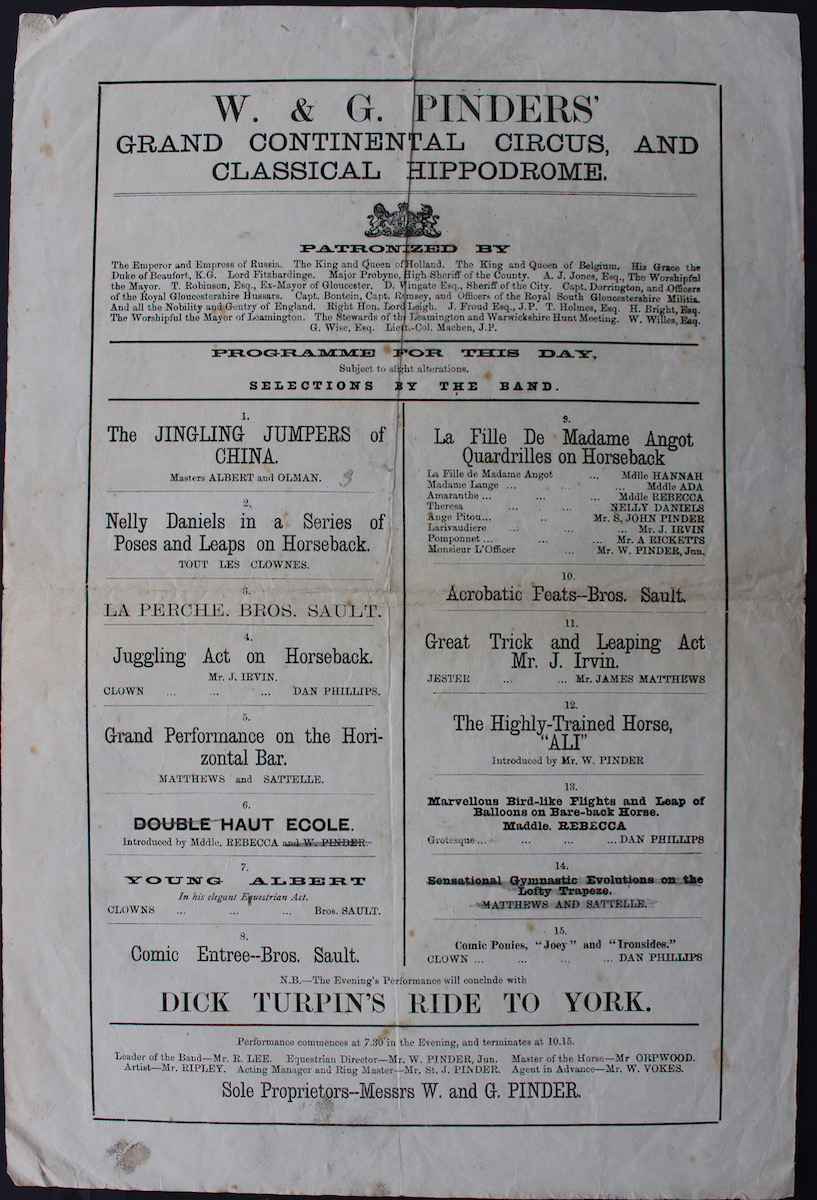 W. & G. PINDERS'
GRAND CONTINENTAL CIRCUS, AND
CLASSICAL HIPPODROME.
PATRONIZED BY
The Emperor and Empress of Russia. The King and Queen of Holland. The King and Queen of Belgium. His Grace the
Duke of Beaufort, K.G. Lord Fitzhardinge. Major Probyne, High Sheriff of the County. A. J. Jones, Esq., The Worshipful
the Mayor. T. Robinson, Esq., Ex-Mayor of Gloucester. D. Wingate Esq., Sheriff of the City. Capt, Dorrington, and Officers
of the Royal Gloucestershire Hussars. Capt. Bontein, Capt. Rumsey, and Officers of the Royal South Gloucestershire Militia.
And all the Nobility and Gentry of England. Right Hon. Lord Leigh. J. Froud Esq., J.P. T. Holmes, Esq. H. Bright, Esq.
The Worshipful the Mayor of Leamington. The Stewards of the Leamington and Warwickshire Hunt Meeting. W. Willes, Esq.
G. Wise, Esq. Lieut.-Col. Machen, J.P.
PROGRAMME FOR THIS DAY,
Subject to slight alterations.
SELECTIONS BY THE BAND.
1.
The JINGLING JUMPERS of
CHINA.
Masters ALBERT and OLMAN. 3
2.
Nelly Daniels in a Series of
Poses and Leaps on Horseback.
TOUT LES CLOWNES.
3.
LA PERCHE. BROS. SAULT.
4.
Juggling Act on Horseback.
Mr. J. IRVIN.
CLOWN ... ... ... DAN PHILLIPS.
5.
Grand Performance on the Hori-
zontal Bar.
MATTHEWS and SATTELLE.
6.
DOUBLE HAUT ECOLE.
Introduced by Mddle. REBECCA and W. PINDER.
7.
YOUNG ALBERT
In his elegant Equestrian Act.
CLOWNS ... ... ... Bros. SAULT.
8.
Comic Entree--Bros. Sault.
9.
La Fille De Madame Angot
Quardrilles on Horseback
La Fille de Madame Angot ... Mdlle HANNAH
Madame Lange ... ... ... Mddle ADA
Amaranthe ... ... ... Mddle REBECCA
Theresa ... ... NELLY DANIELS
Ange Pitou... .. Mr. S, JOHN PINDER
Larivaudiere ... ... ... Mr. J. IRVIN
Pomponnet ... ... ... Mr. A RICKETTS
Monsieur L'Officer ... Mr. W. PINDER, Jun.
10.
Acrobatic Feats--Bros. Sault.
11.
Great Trick and Leaping Act
Mr. J. Irvin.
JESTER ... ... Mr. JAMES MATTHEWS
12.
The Highly-Trained Horse,
"ALI"
Introduced by Mr. W. PINDER
13.
Marvellous Bird-like Flights and Leap of
Balloons on Bare-back Horse.
Maddle. REBECCA
Grotesque ... ... ... ... DAN PHILLIPS
14.
Sensational Gymnastic Evolutions on the
Lofty Trapeze.
MATTHEWS AND SATTELLE.
15.
Comic Ponies, "Joey" and "Ironsides."
CLOWN ... ... ... ... DAN PHILLIPS
N.B.—The Evening's Performance will conclude with
DICK TURPIN'S RIDE TO YORK.
Performance commences at 7.30 in the Evening, and terminates at 10.15.
Leader of the Band—Mr. R. LEE. Equestrian Director—Mr. W. PINDER, Jun. Master of the Horse—Mr ORPWOOD.
Artist—Mr. RIPLEY. Acting Manager and Ring Master—Mr. St. J. PINDER. Agent in Advance—Mr. W. VOKES.
Sole Proprietors--Messrs W. and G. PINDER.